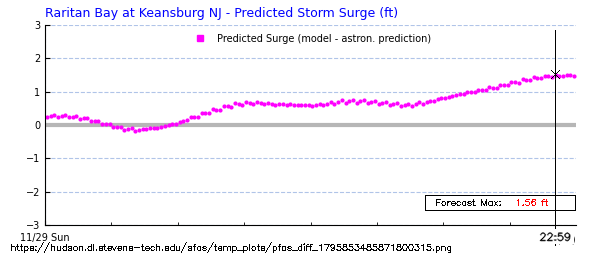 Raritan Bay at Keansburg NJ - Predicted Storm Surge (ft)
3
Predicted Surge (model - astron. prediction)
2
1
0
−1
−2
Forecast Max: 1.56 ft
−3
11/29 Sun 22:59
https://hudson.dl.stevens-tech.edu/sfas/temp_plots/pfas_diff_1795853485871800315.png